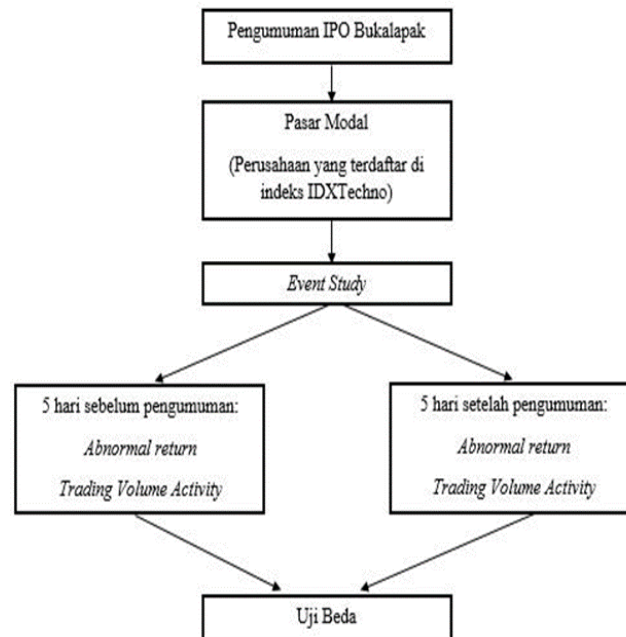 Pengumuman IPO Bukalapak
Pasar Modal
(Perusahaan yang terdaftar di
indeks IDXTechno)
Event Study
5 hari sebelum pengumuman:
Abnormal return
Trading Volume Activity
5 hari setelah pengumuman:
Abnormal return
Trading Volume Activity
Uji Beda